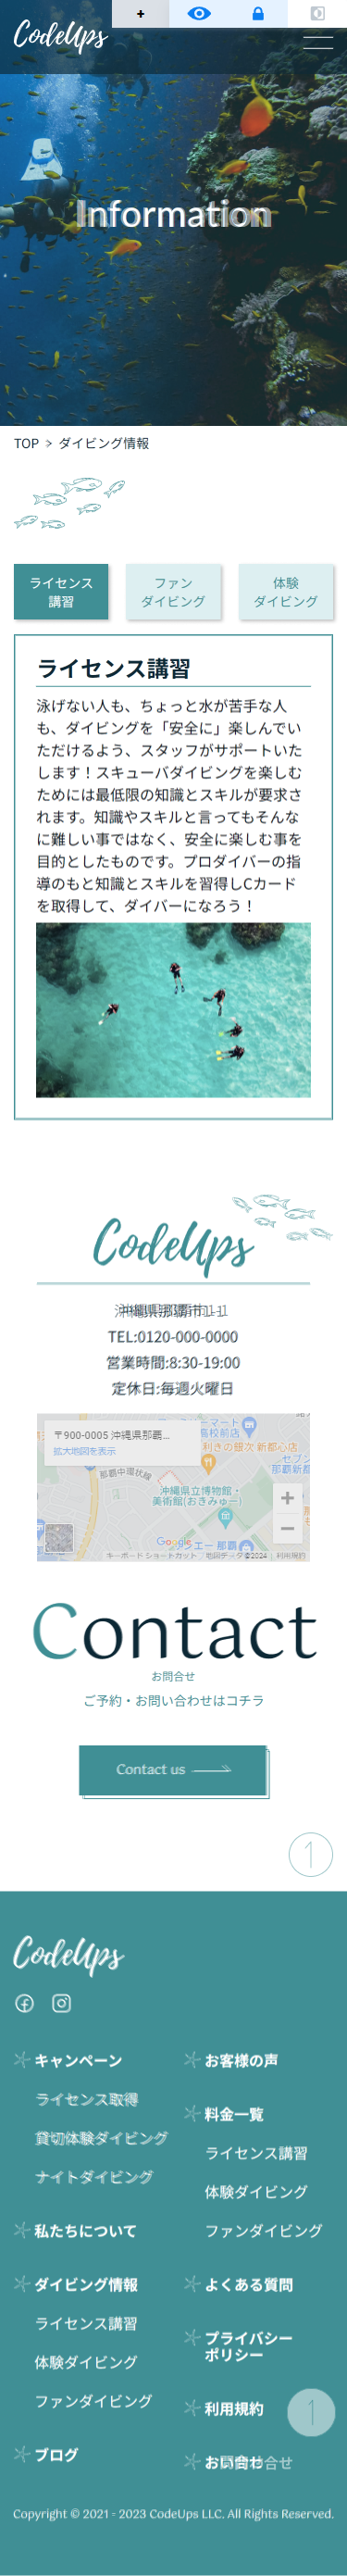 CodeUps
+
Information
TOP > ダイビング情報
ライセンス
講習
ファン
ダイビング
体験
ダイビング
ライセンス講習
泳げない人も、ちょっと水が苦手な人
も、ダイビングを「安全に」楽しんでい
ただけるよう、スタッフがサポートいた
します！スキューバダイビングを楽しむ
ためには最低限の知識とスキルが要求さ
れます。知識やスキルと言ってもそんな
に難しい事ではなく、安全に楽しむ事を
目的としたものです。プロダイバーの指
導のもと知識とスキルを習得しCカード
を取得して、ダイバーになろう！
CodeUps
沖縄県那覇市1-1
TEL:0120-000-0000
営業時間:8:30-19:00
定休日:毎週火曜日
〒900-0005 沖縄県那覇...
拡大地図を表示
高校前店
利きの銀次 新都心店
那覇中環状線
沖縄県立博物館・
美術館(おきみゅー)
Google
キーボード ショートカット
地図データ ©2024
利用規約
Contact
お問合せ
ご予約・お問い合わせはコチラ
Contact us
CodeUps
キャンペーン
ライセンス取得
貸切体験ダイビング
ナイトダイビング
私たちについて
ダイビング情報
ライセンス講習
体験ダイビング
ファンダイビング
ブログ
お客様の声
料金一覧
ライセンス講習
体験ダイビング
ファンダイビング
よくある質問
プライバシー
ポリシー
利用規約
Copyright © 2021 - 2023 CodeUps LLC. All Rights Reserved.